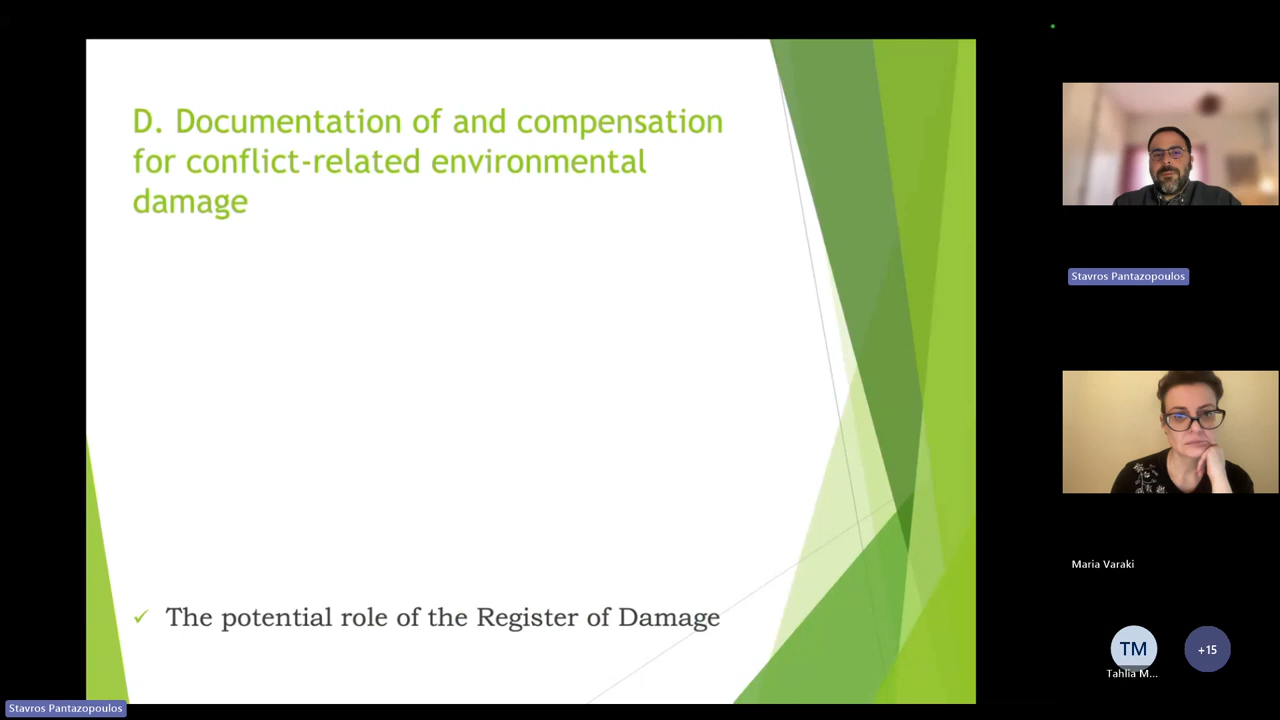 D. Documentation of and compensation
for conflict-related environmental
damage
✓ The potential role of the Register of Damage
Stavros Pantazopoulos
Maria Varaki
TM
+15
Tahlia M...
Stavros Pantazopoulos